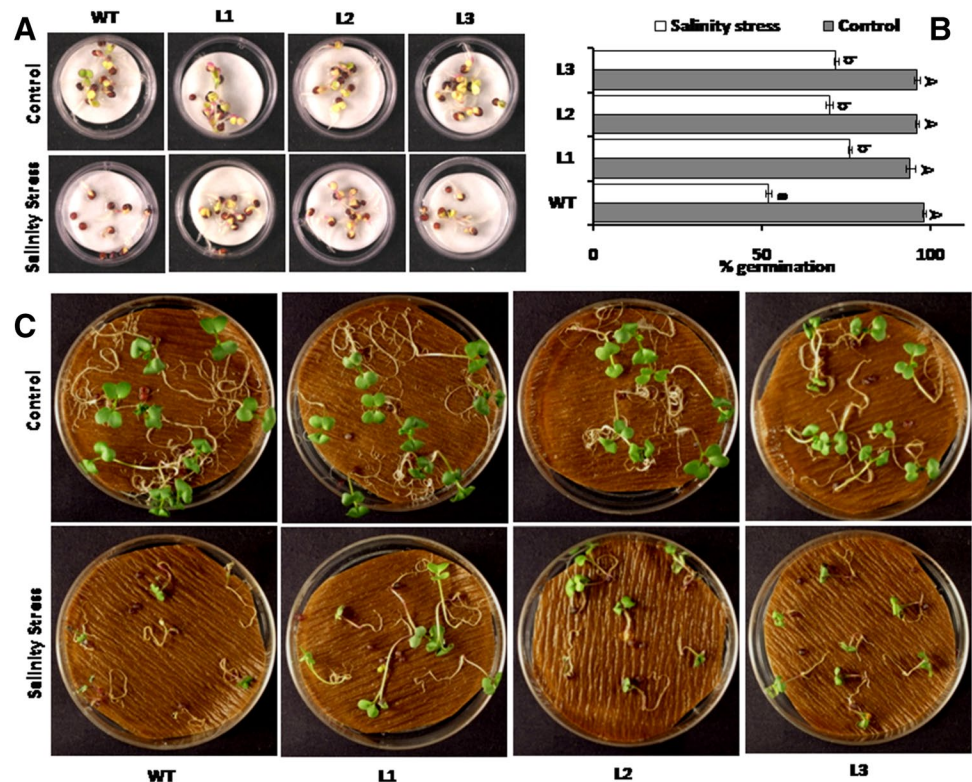 A
WT L1 L2 L3
Control
Salinity Stress
B
Salinity stress Control
L3
b
A
L2
b
A
L1
b
A
WT
a
A
0 50 100
% germination
C
Control
Salinity Stress
WT L1 L2 L3